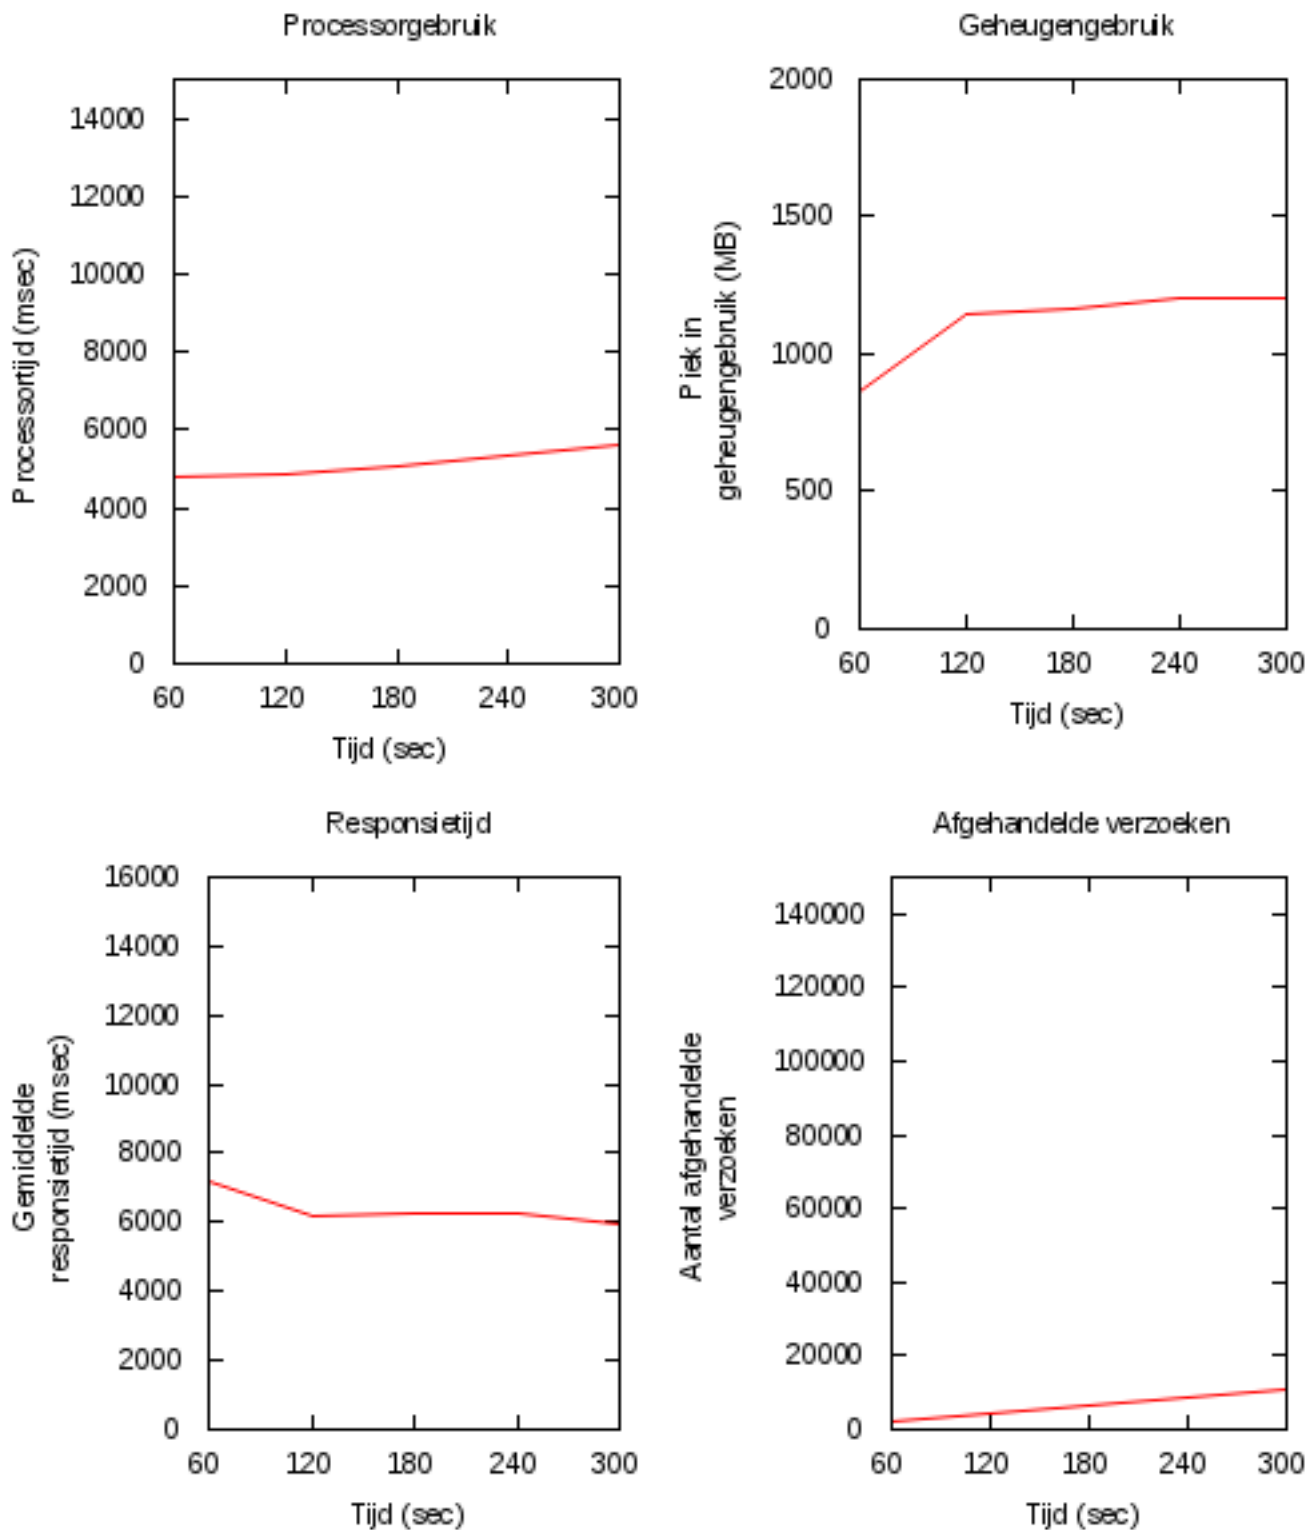 Processorgebruik
14000
12000
10000
8000
6000
4000
2000
0
60 120 180 240 300
Processortijd (msec)
Tijd (sec)
Geheugengebruik
2000
1500
1000
500
0
60 120 180 240 300
Piek in
geheugengebruik (MB)
Tijd (sec)
Responsietijd
16000
14000
12000
10000
8000
6000
4000
2000
0
60 120 180 240 300
Gemiddelde
responsietijd (msec)
Tijd (sec)
Afgehandelde verzoeken
140000
120000
100000
80000
60000
40000
20000
0
60 120 180 240 300
Aantal afgehandelde
verzoeken
Tijd (sec)